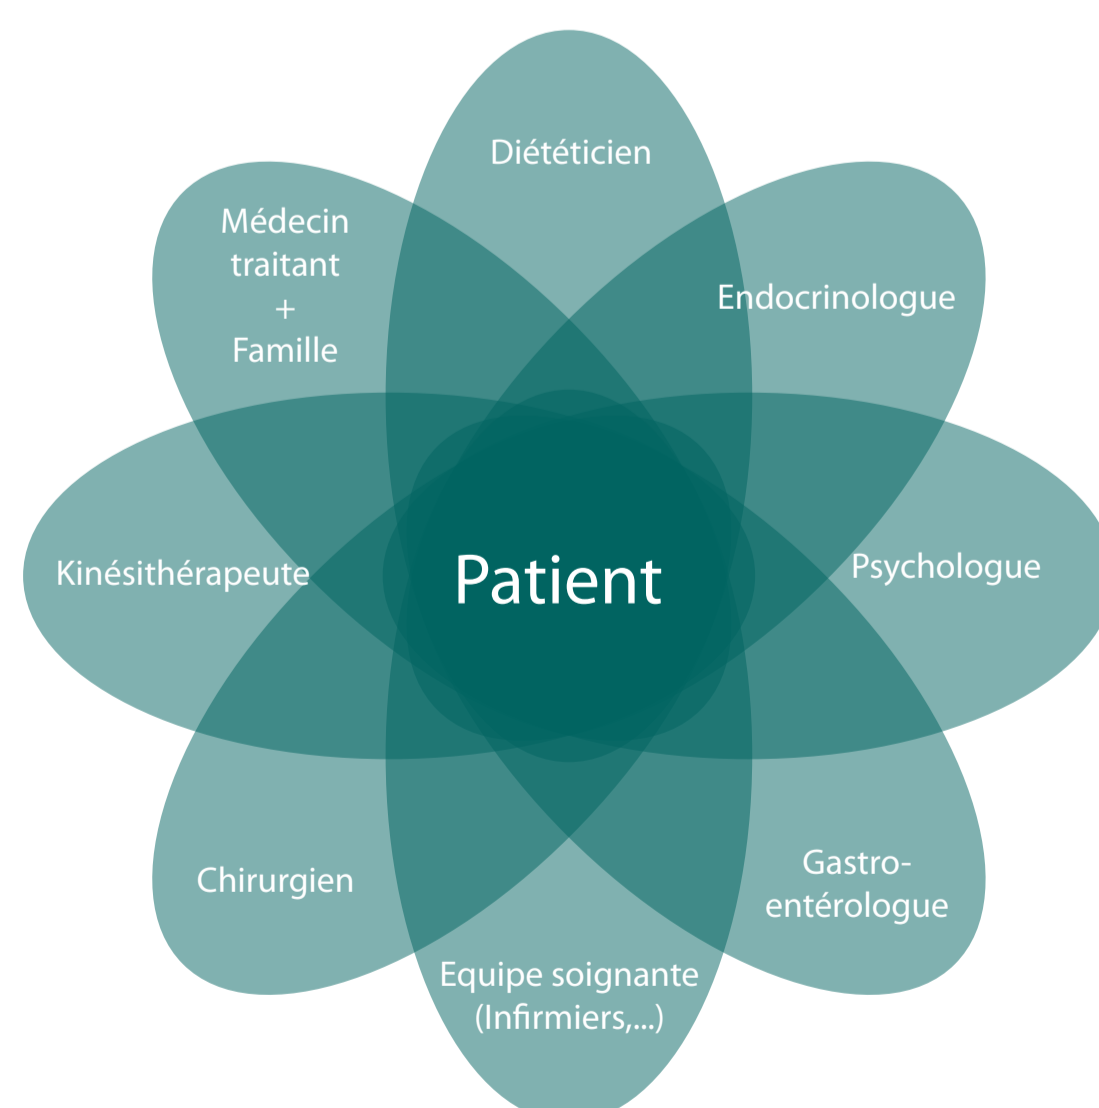 Diététicien
Médecin
traitant
+
Famille
Endocrinologue
Kinésithérapeute
Patient
Psychologue
Chirurgien
Gastro-
entérologue
Equipe soignante
(Infirmiers,...)